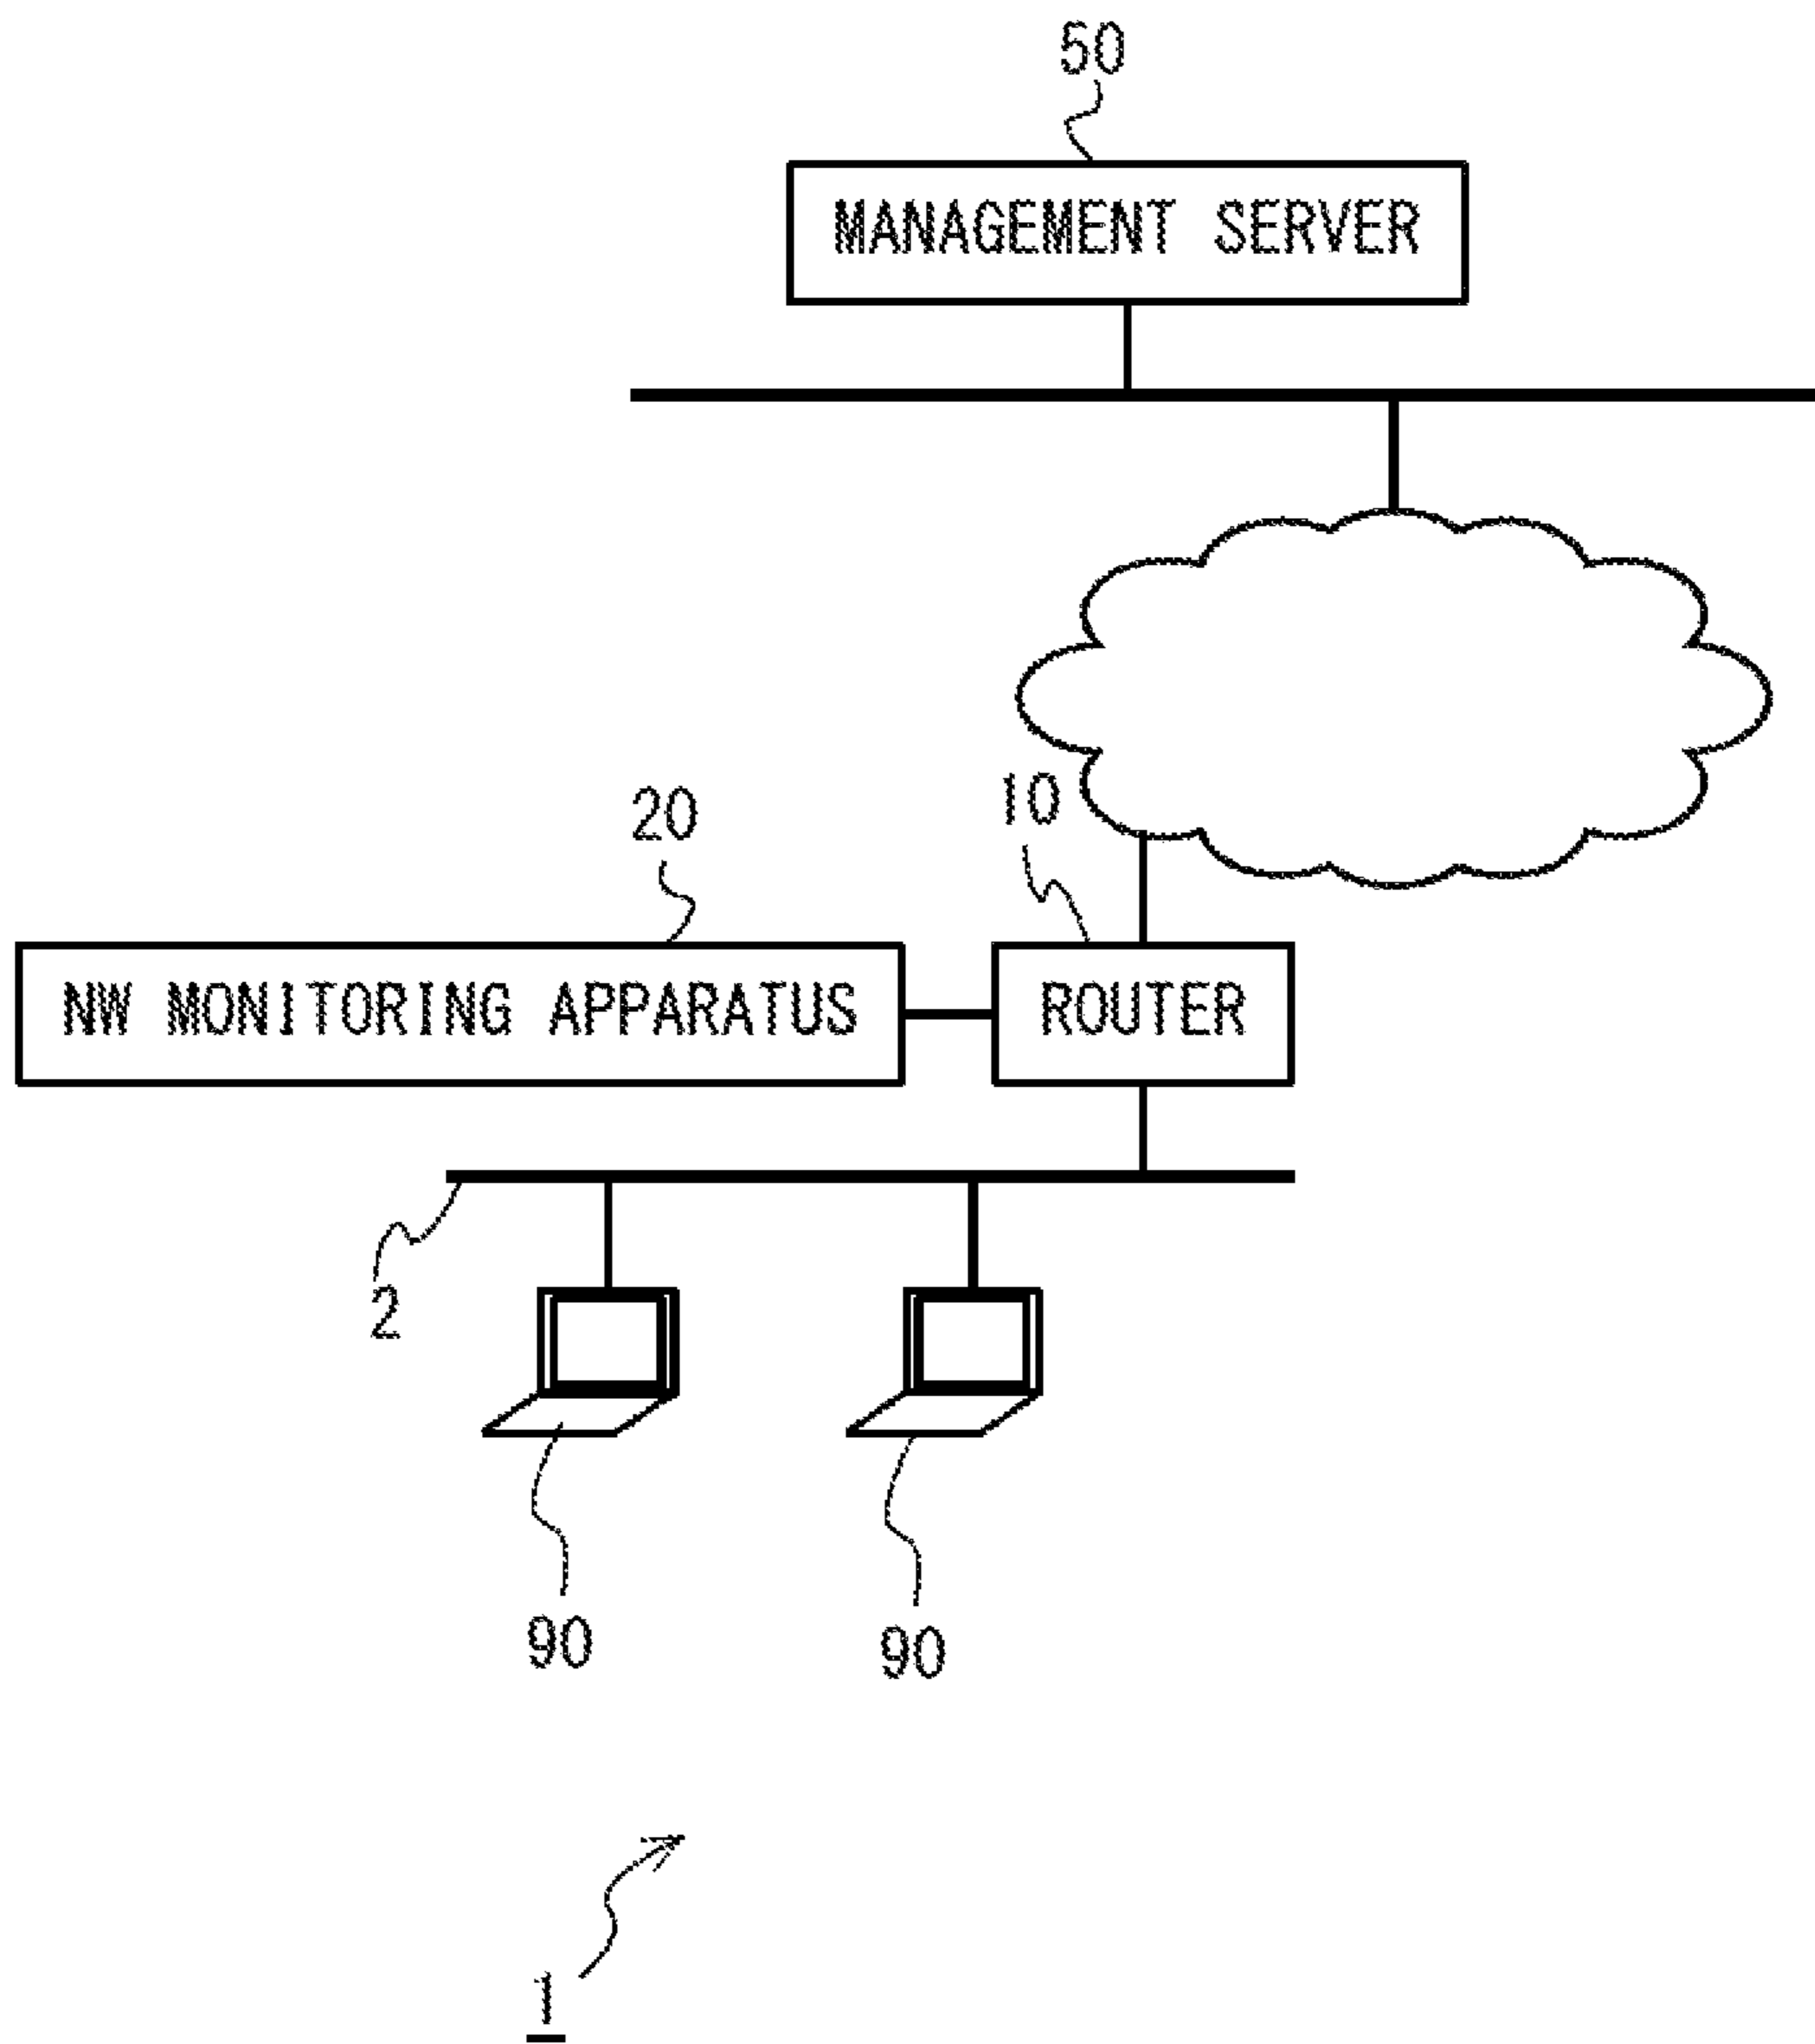 50
MANAGEMENT SERVER
20
10
NW MONITORING APPARATUS
ROUTER
2
90
90
1